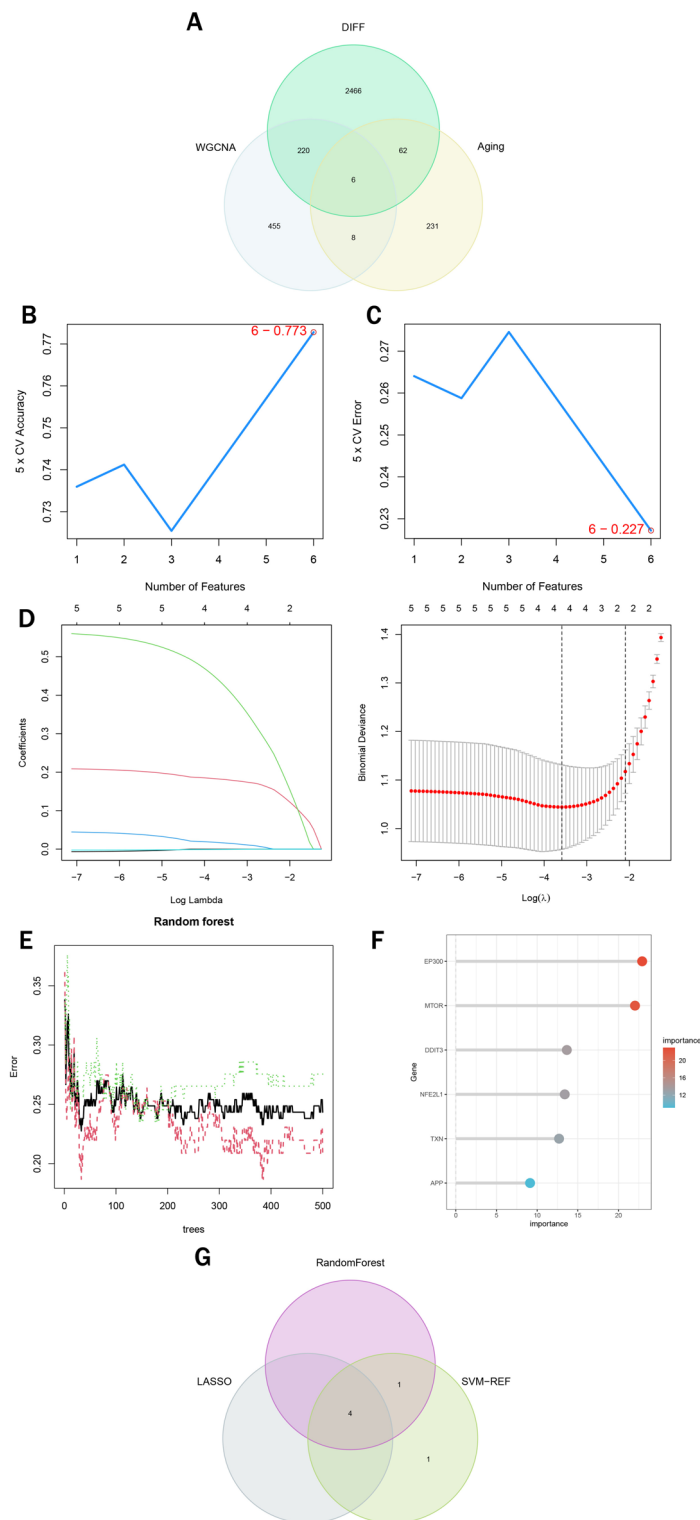 A
DIFF
2466
WGCNA
220
62
Aging
6
455
8
231
B
6 − 0.773
5 x CV Accuracy
0.77
0.76
0.75
0.74
0.73
1 2 3 4 5 6
Number of Features
C
6 − 0.227
5 x CV Error
0.27
0.26
0.25
0.24
0.23
1 2 3 4 5 6
Number of Features
D
5 5 5 4 4 2
Coefficients
0.5
0.4
0.3
0.2
0.1
0.0
−7 −6 −5 −4 −3 −2
Log Lambda
5 5 5 5 5 5 5 4 4 4 4 4 3 2 2 2
Binomial Deviance
1.4
1.3
1.2
1.1
1.0
−7 −6 −5 −4 −3 −2
Log(λ)
Random forest
E
Error
0.35
0.30
0.25
0.20
0 100 200 300 400 500
trees
F
Gene
EP300
MTOR
DDIT3
NFE2L1
TXN
APP
0 5 10 15 20
importance
importance
20
16
12
G
RandomForest
LASSO
1
SVM−REF
4
1